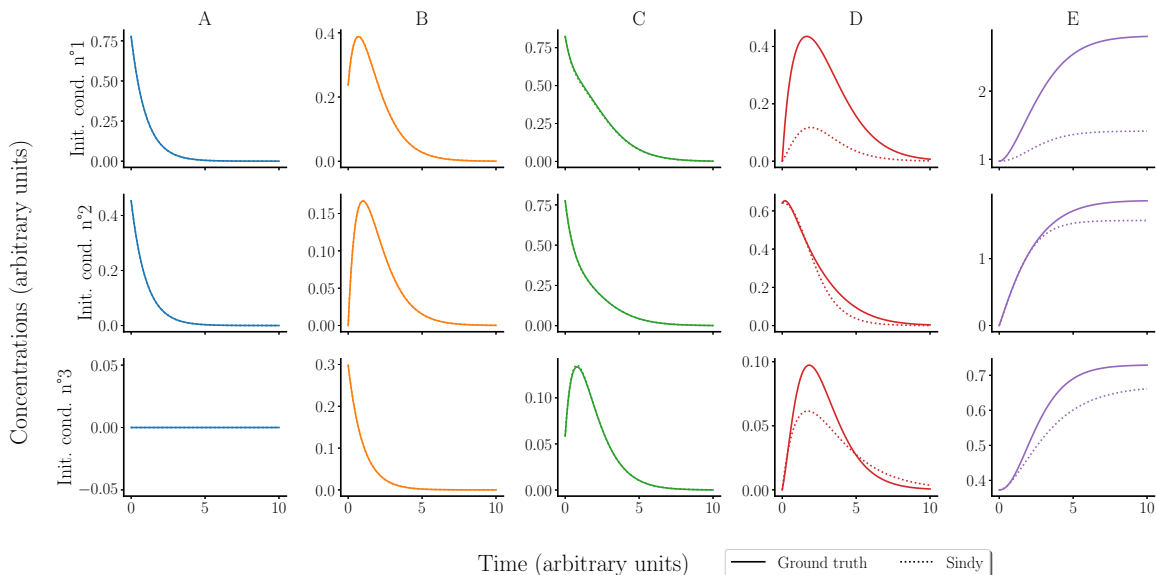 A B C D E
Concentrations (arbitrary units)
Init. cond. n°1
0.75 0.50 0.25 0.00
0.4 0.2 0.0
0.75 0.50 0.25 0.00
0.4 0.2 0.0
2 1
Init. cond. n°2
0.4 0.2 0.0
0.15 0.10 0.05 0.00
0.75 0.50 0.25 0.00
0.6 0.4 0.2 0.0
1 0
Init. cond. n°3
0.05 0.00 −0.05
0.3 0.2 0.1 0.0
0.10 0.05 0.00
0.10 0.05 0.00
0.7 0.6 0.5 0.4
0 5 10 0 5 10 0 5 10 0 5 10 0 5 10
Time (arbitrary units)
Ground truth Sindy